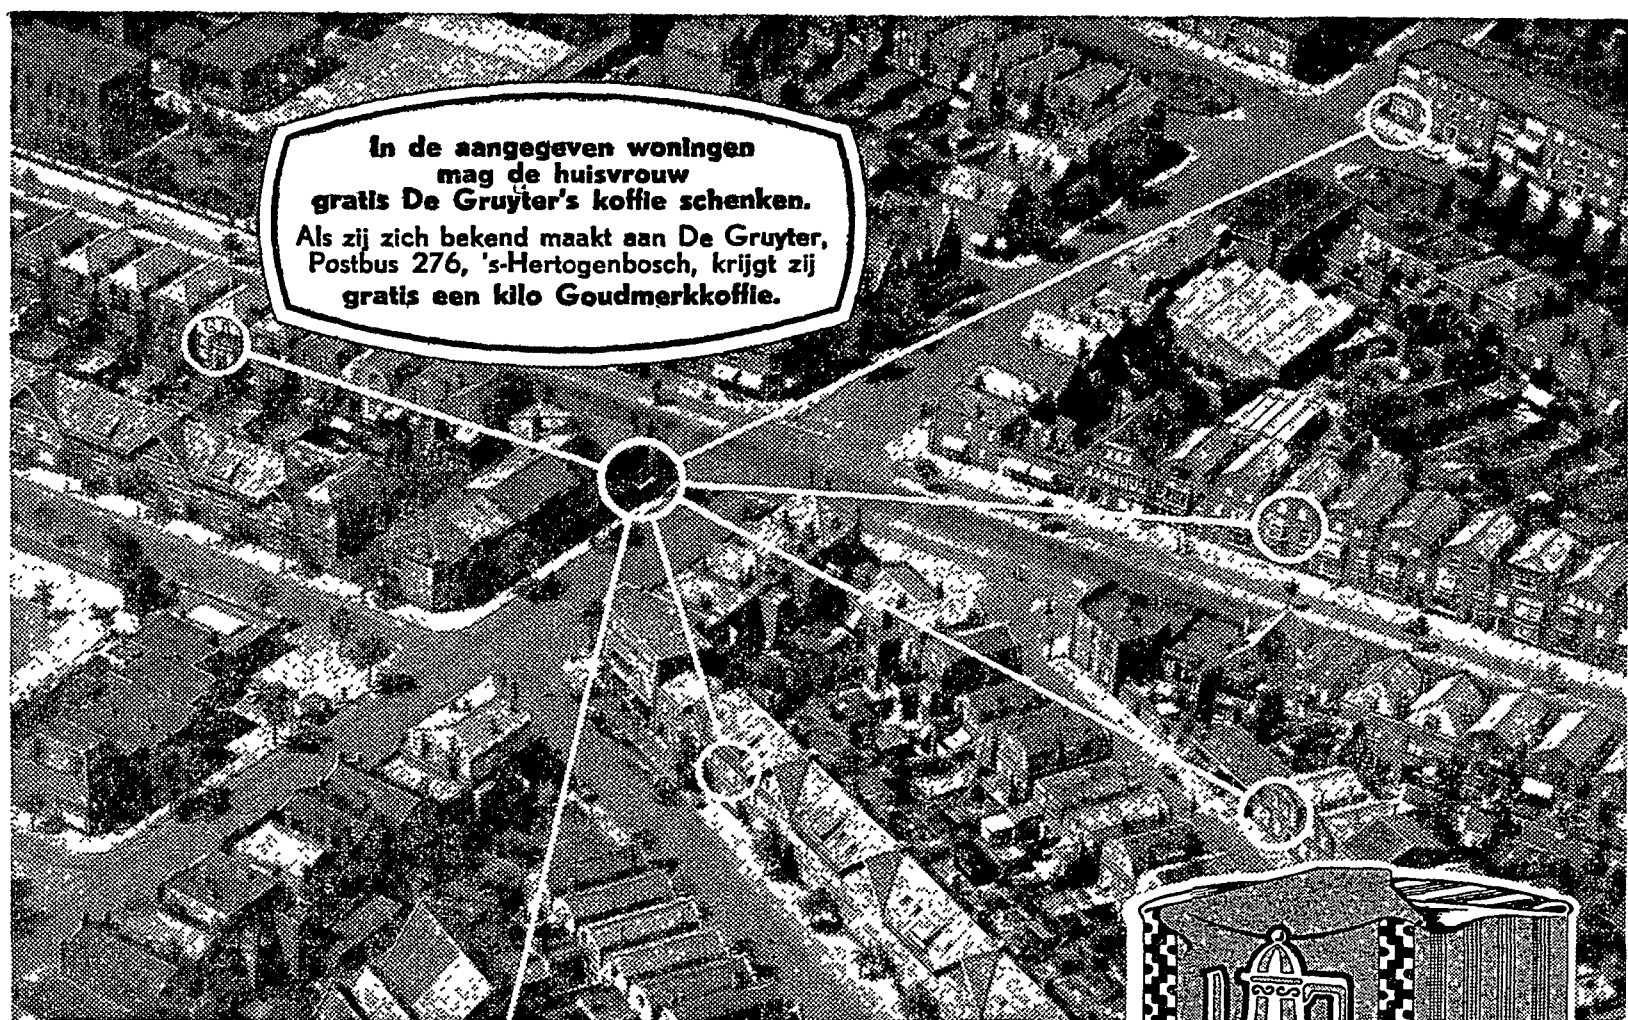 In de aangegeven woningen
mag de huisvrouw
gratis De Gruyter's koffie schenken.
Als zij zich bekend maakt aan De Gruyter,
Postbus 276, 's-Hertogenbosch, krijgt zij
gratis een kilo Goudmerkkoffie.